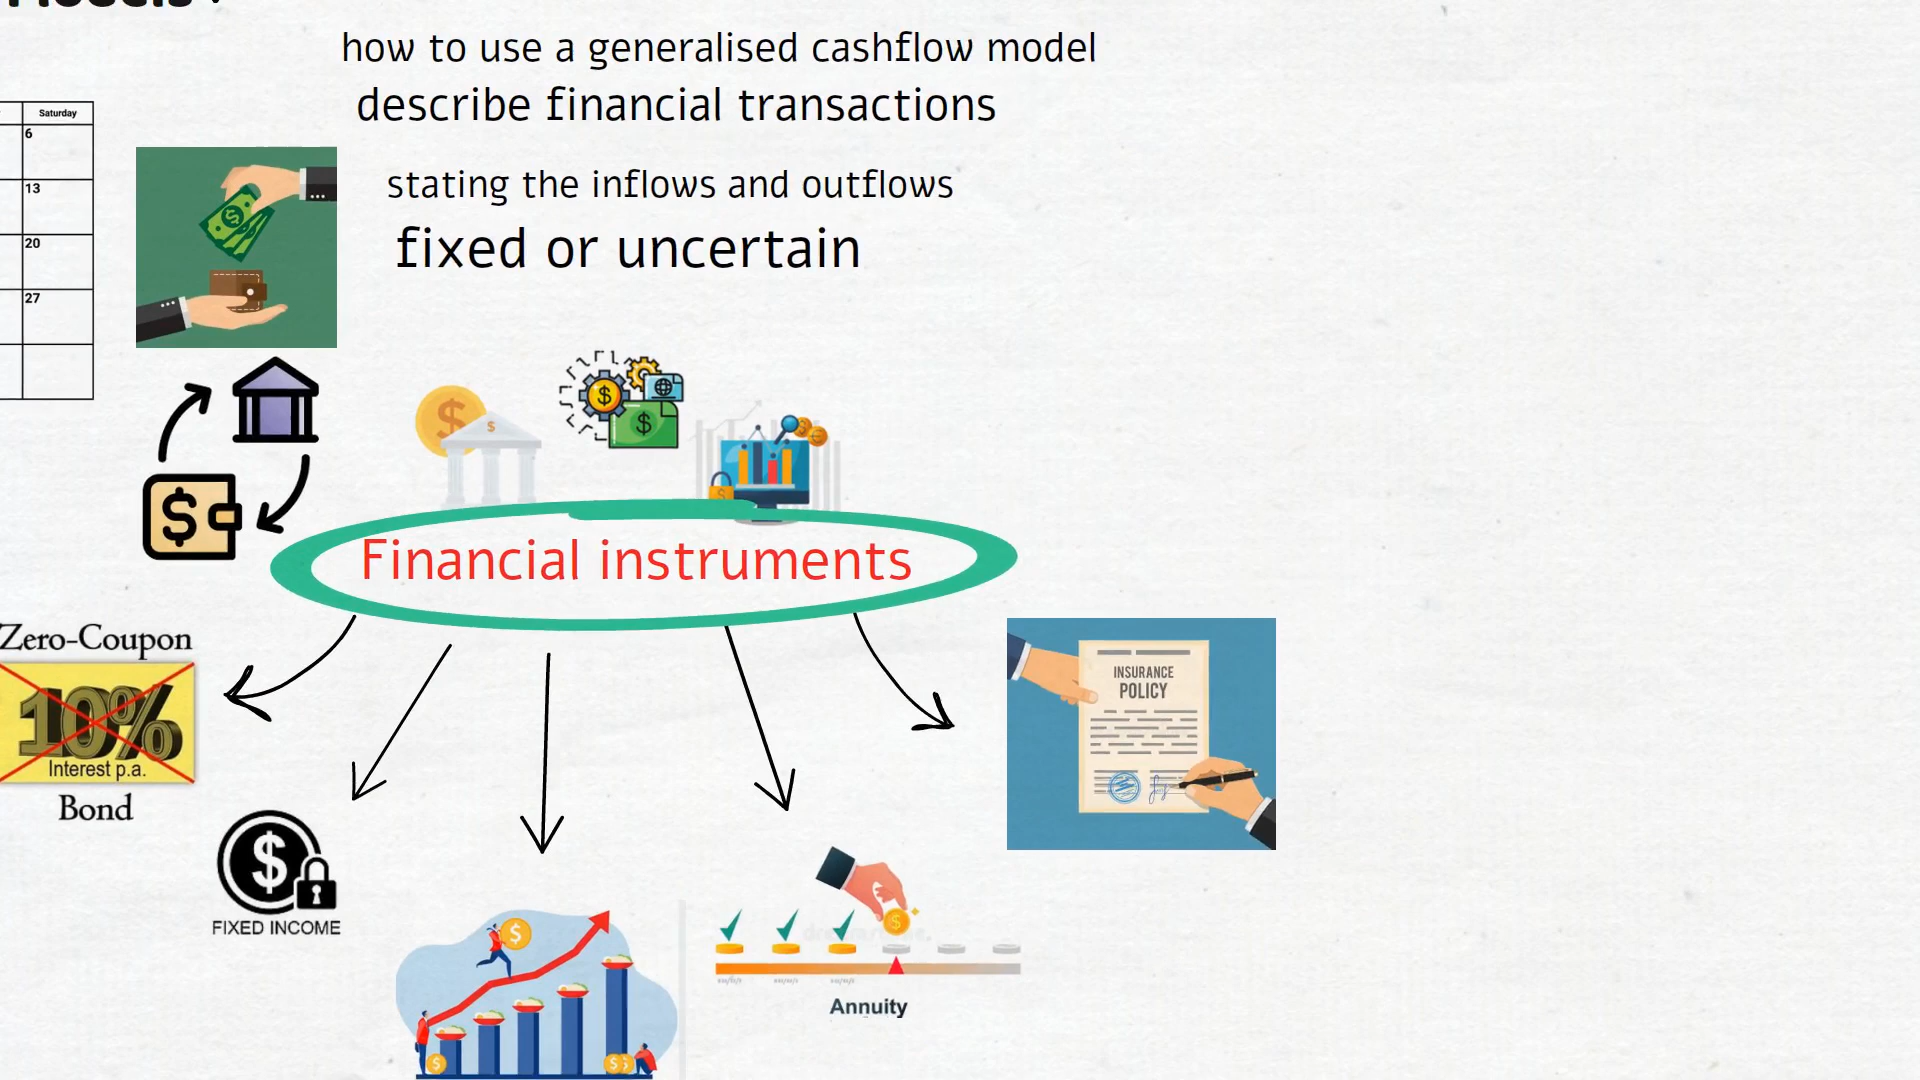 how to use a generalised cashflow model
describe financial transactions
Saturday
6
13
20
27
stating the inflows and outflows
fixed or uncertain
Financial instruments
Zero-Coupon
10%
Interest p.a.
Bond
INSURANCE
POLICY
FIXED INCOME
Annuity